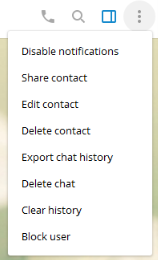 Disable notifications
Share contact
Edit contact
Delete contact
Export chat history
Delete chat
Clear history
Block user